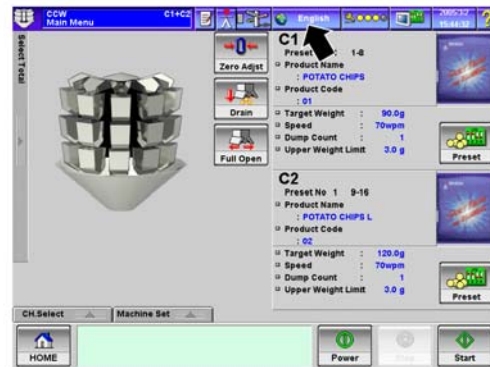 CCW
Main Menu
C1+C2
English
2005/3/2
15:44:32
?
Select Total
Zero Adjst
Drain
Full Open
C1
Preset : 1-8
Product Name
: POTATO CHIPS
Product Code
: 01
Target Weight : 90.0g
Speed : 70wpm
Dump Count : 1
Upper Weight Limit 3.0 g
Preset
C2
Preset No 1 9-16
Product Name
: POTATO CHIPS L
Product Code
: 02
Target Weight : 120.0g
Speed : 70wpm
Dump Count : 1
Upper Weight Limit 3.0 g
Preset
CH.Select
Machine Set
HOME
Power
Start